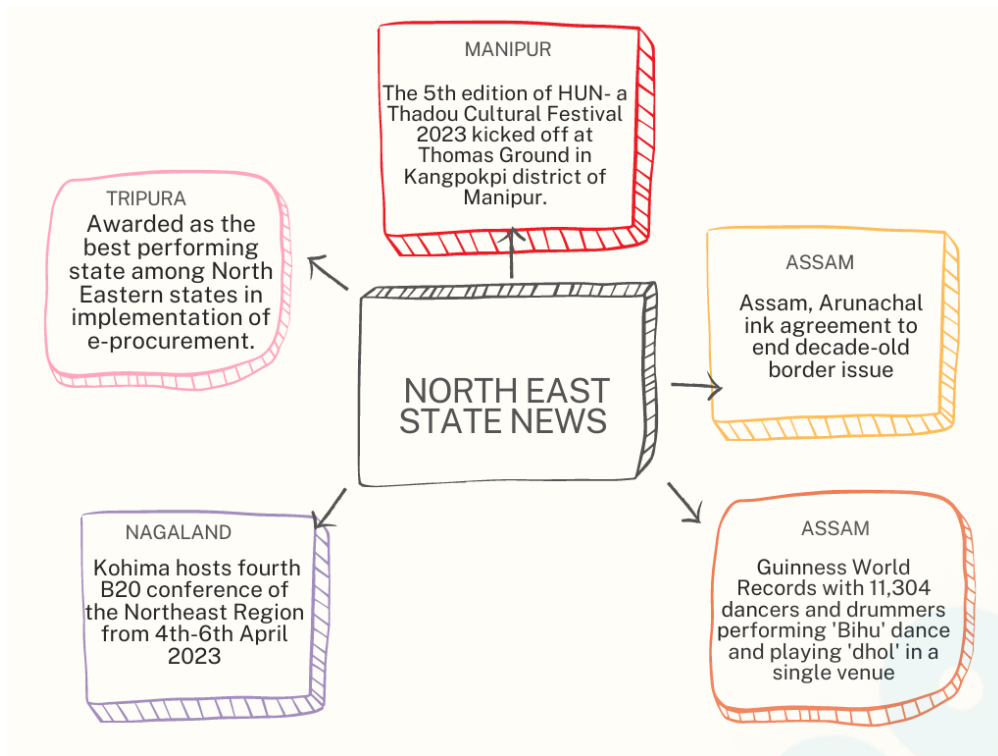 MANIPUR
The 5th edition of HUN- a
Thadou Cultural Festival
2023 kicked off at
Thomas Ground in
Kangpokpi district of
Manipur.
TRIPURA
Awarded as the
best performing
state among North
Eastern states in
implementation of
e-procurement.
ASSAM
Assam, Arunachal
ink agreement to
end decade-old
border issue
NORTH EAST
STATE NEWS
NAGALAND
Kohima hosts fourth
B20 conference of
the Northeast Region
from 4th-6th April
2023
ASSAM
Guinness World
Records with 11,304
dancers and drummers
performing 'Bihu' dance
and playing 'dhol' in a
single venue